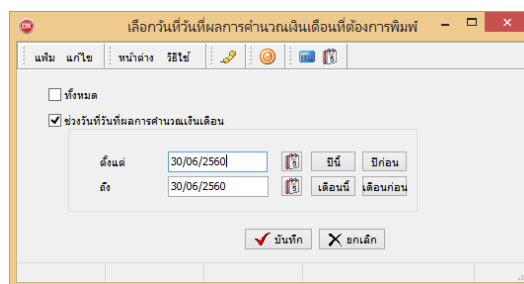 เลือกวันที่วันที่ผลการคำนวณเงินเดือนที่ต้องการพิมพ์
แฟ้ม แก้ไข หน้าต่าง วิธีใช้
ทั้งหมด
ช่วงวันที่วันที่ผลการคำนวณเงินเดือน
ตั้งแต่ 30/06/2560 ปีนี้ ปีก่อน
ถึง 30/06/2560 เดือนนี้ เดือนก่อน
บันทึก ยกเลิก